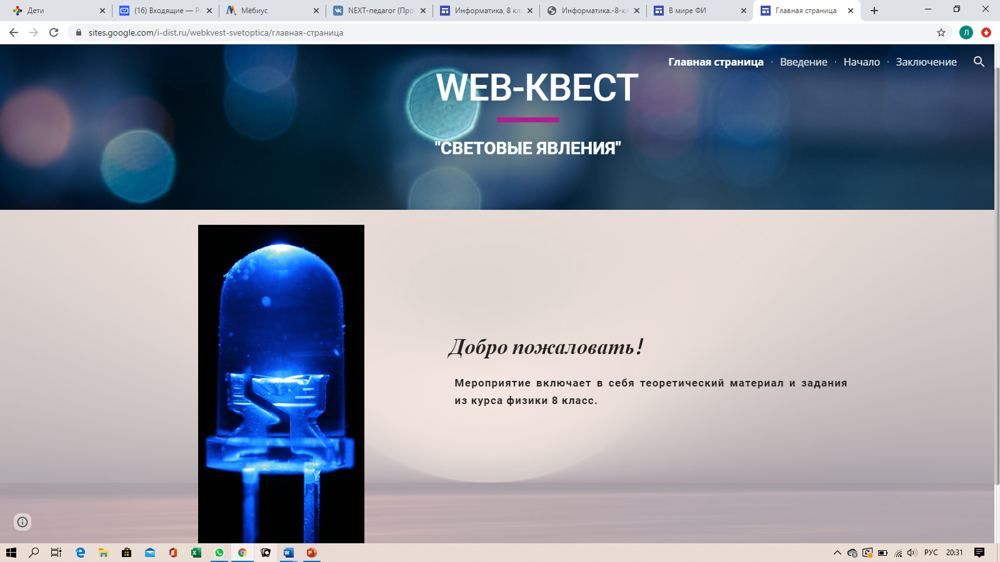 Дети
(16) Входящие — Р
Мёбиус
NEXT-педагог (Про
Информатика, 8 кл
Информатика.-8-кл
В мире ФИ
Главная страница
sites.google.com/i-dist.ru/webkvest-svetoptica/главная-страница
Л
Главная страница · Введение · Начало · Заключение
WEB-КВЕСТ
"СВЕТОВЫЕ ЯВЛЕНИЯ"
Добро пожаловать!
Мероприятие включает в себя теоретический материал и задания
из курса физики 8 класс.
РУС
20:31